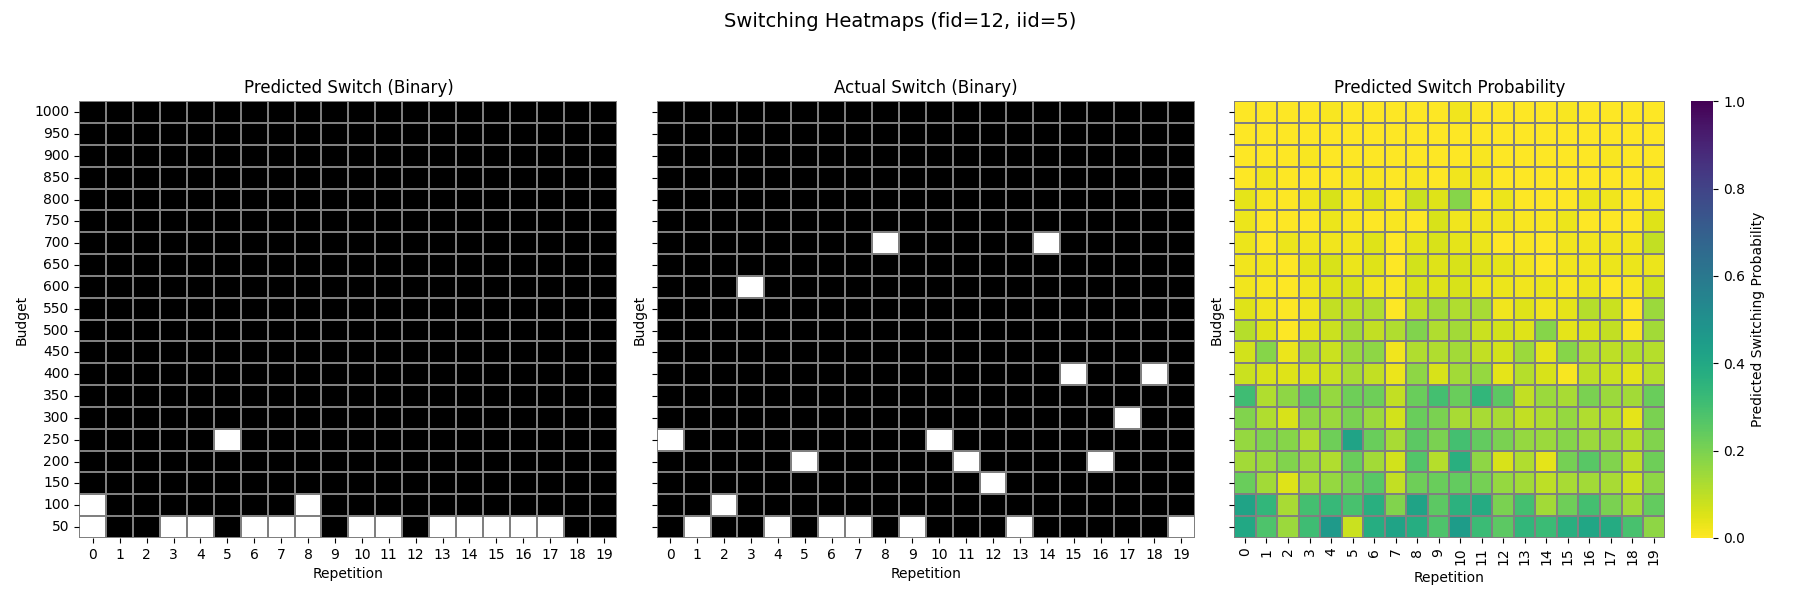 Switching Heatmaps (fid=12, iid=5)
Predicted Switch (Binary)
Budget
1000
950
900
850
800
750
700
650
600
550
500
450
400
350
300
250
200
150
100
50
0 1 2 3 4 5 6 7 8 9 10 11 12 13 14 15 16 17 18 19
Repetition
Actual Switch (Binary)
Budget
0 1 2 3 4 5 6 7 8 9 10 11 12 13 14 15 16 17 18 19
Repetition
Predicted Switch Probability
Budget
0 1 2 3 4 5 6 7 8 9 10 11 12 13 14 15 16 17 18 19
Repetition
1.0
0.8
0.6
0.4
0.2
0.0
Predicted Switching Probability